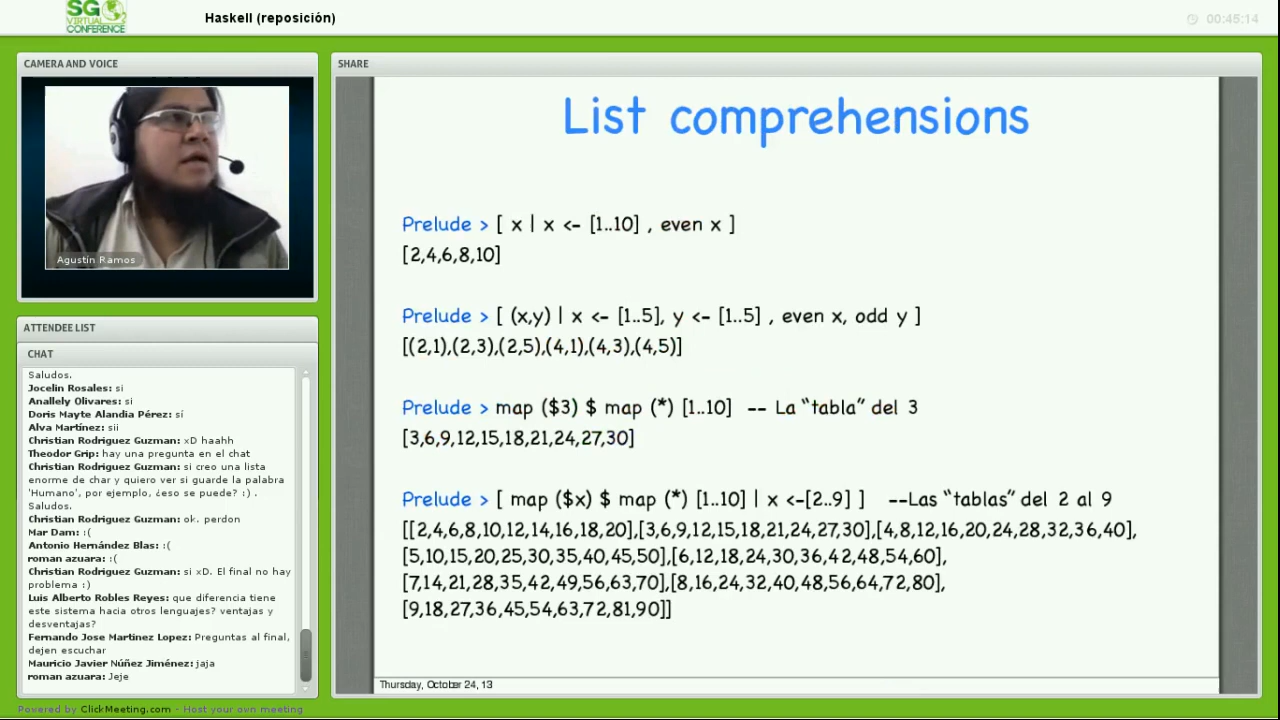 SG
VIRTUAL
CONFERENCE
Haskell (reposición)
00:45:14
CAMERA AND VOICE
Agustín Ramos
ATTENDEE LIST
CHAT
Saludos.
Jocelin Rosales: si
Anallely Olivares: si
Doris Mayte Alandia Pérez: sí
Alva Martínez: sii
Christian Rodriguez Guzman: xD haahh
Theodor Grip: hay una pregunta en el chat
Christian Rodriguez Guzman: si creo una lista
enorme de char y quiero ver si guarde la palabra
'Humano', por ejemplo, ¿eso se puede? :) .
Saludos.
Christian Rodriguez Guzman: ok. perdon
Mar Dam: :(
Antonio Hernández Blas: :(
roman azuara: :(
Christian Rodriguez Guzman: si xD. El final no hay
problema :)
Luis Alberto Robles Reyes: que diferencia tiene
este sistema hacia otros lenguajes? ventajas y
desventajas?
Fernando Jose Martinez Lopez: Preguntas al final,
dejen escuchar
Mauricio Javier Núñez Jiménez: jaja
roman azuara: Jeje
SHARE
List comprehensions
Prelude > [ x | x <- [1..10] , even x ]
[2,4,6,8,10]
Prelude > [ (x,y) | x <- [1..5], y <- [1..5] , even x, odd y ]
[(2,1),(2,3),(2,5),(4,1),(4,3),(4,5)]
Prelude > map ($3) $ map (*) [1..10] -- La “tabla” del 3
[3,6,9,12,15,18,21,24,27,30]
Prelude > [ map ($x) $ map (*) [1..10] | x <-[2..9] ] --Las “tablas” del 2 al 9
[[2,4,6,8,10,12,14,16,18,20],[3,6,9,12,15,18,21,24,27,30],[4,8,12,16,20,24,28,32,36,40],
[5,10,15,20,25,30,35,40,45,50],[6,12,18,24,30,36,42,48,54,60],
[7,14,21,28,35,42,49,56,63,70],[8,16,24,32,40,48,56,64,72,80],
[9,18,27,36,45,54,63,72,81,90]]
Thursday, October 24, 13
Powered by ClickMeeting.com - Host your own meeting